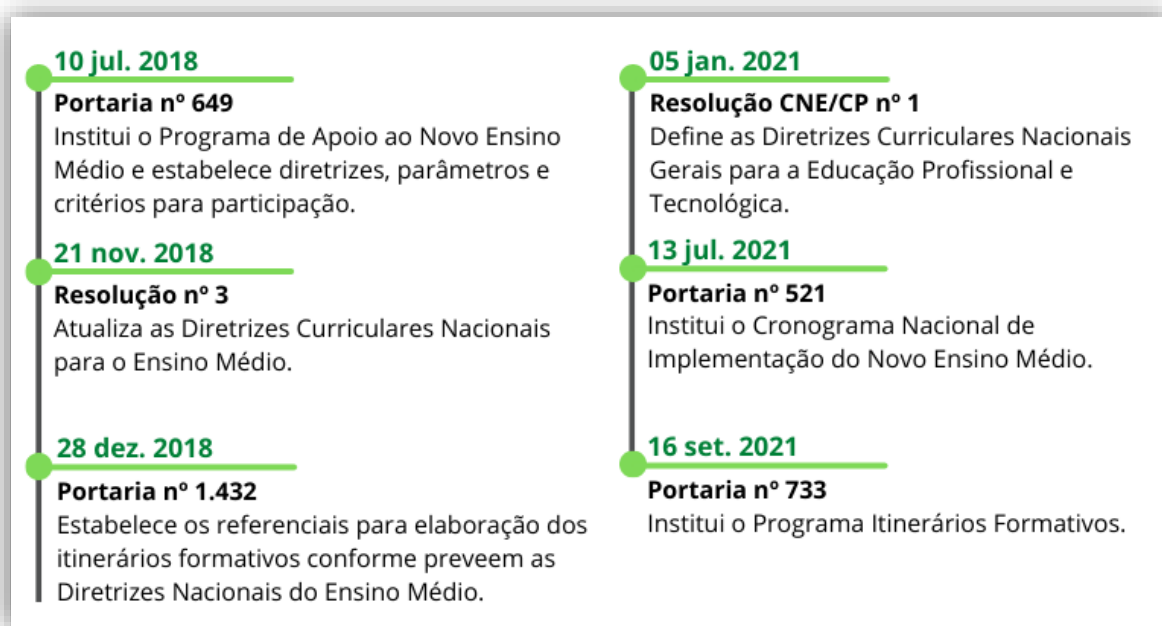 10 jul. 2018
Portaria nº 649
Institui o Programa de Apoio ao Novo Ensino
Médio e estabelece diretrizes, parâmetros e
critérios para participação.
21 nov. 2018
Resolução nº 3
Atualiza as Diretrizes Curriculares Nacionais
para o Ensino Médio.
28 dez. 2018
Portaria nº 1.432
Estabelece os referenciais para elaboração dos
itinerários formativos conforme preveem as
Diretrizes Nacionais do Ensino Médio.
05 jan. 2021
Resolução CNE/CP nº 1
Define as Diretrizes Curriculares Nacionais
Gerais para a Educação Profissional e
Tecnológica.
13 jul. 2021
Portaria nº 521
Institui o Cronograma Nacional de
Implementação do Novo Ensino Médio.
16 set. 2021
Portaria nº 733
Institui o Programa Itinerários Formativos.